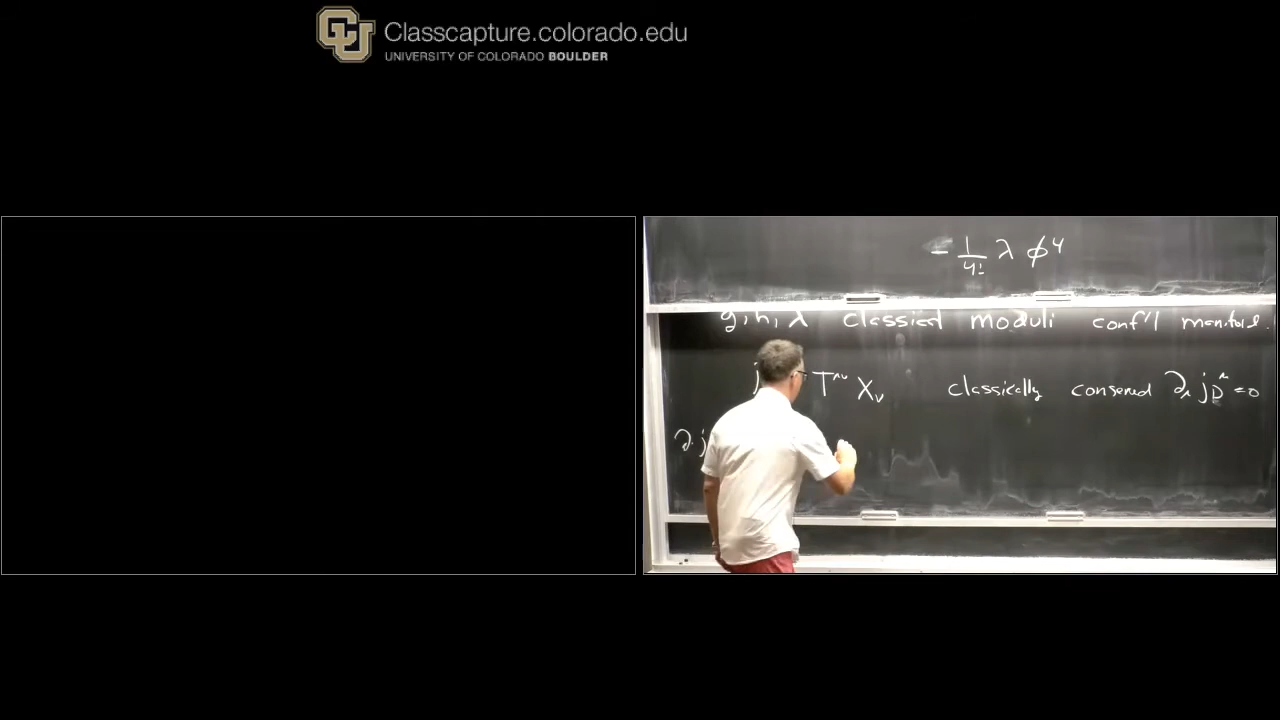 Classcapture.colorado.edu
UNIVERSITY OF COLORADO BOULDER
- 1/4! λ φ⁴
g, h, λ classical moduli conf'l manifold.
j T^{μν} X_ν classically conserved ∂_μ j_D^μ = 0
∂·j